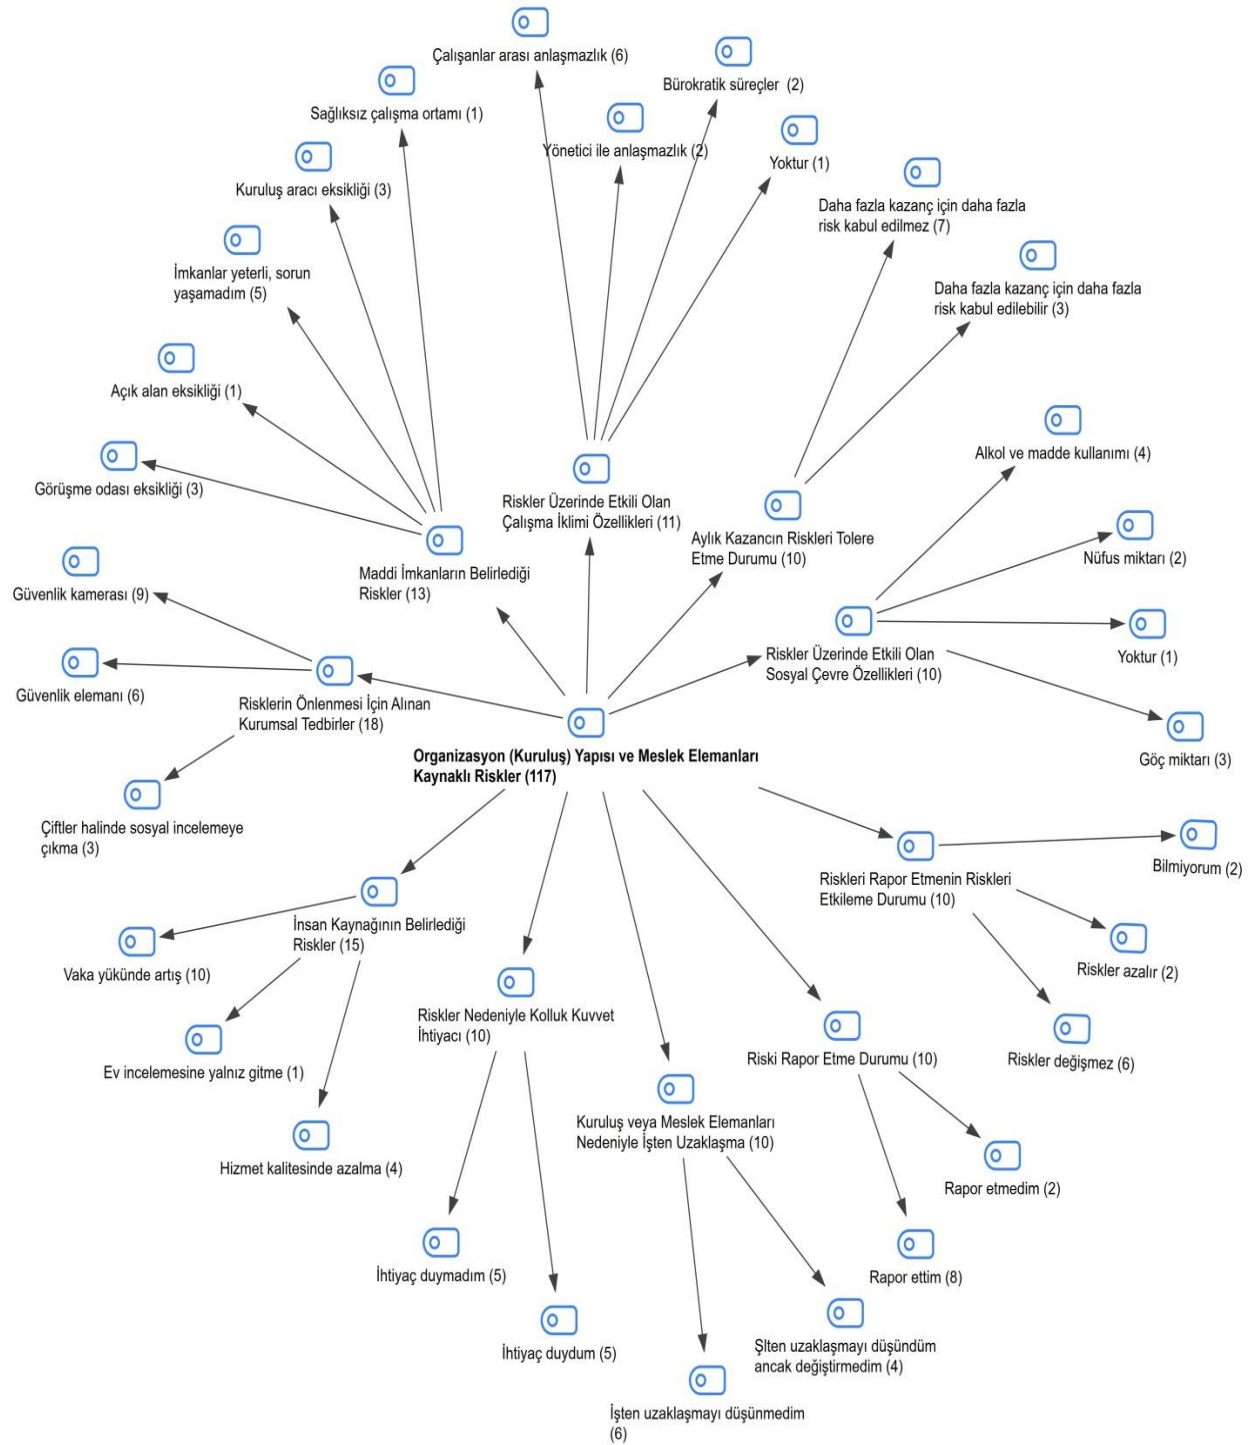 Çalışanlar arası anlaşmazlık (6)
Bürokratik süreçler (2)
Sağlıksız çalışma ortamı (1)
Yönetici ile anlaşmazlık (2)
Yoktur (1)
Kuruluş aracı eksikliği (3)
Daha fazla kazanç için daha fazla
risk kabul edilmez (7)
İmkanlar yeterli, sorun
yaşamadım (5)
Daha fazla kazanç için daha fazla
risk kabul edilebilir (3)
Açık alan eksikliği (1)
Görüşme odası eksikliği (3)
Alkol ve madde kullanımı (4)
Riskler Üzerinde Etkili Olan
Çalışma İklimi Özellikleri (11)
Aylık Kazancın Riskleri Tolere
Etme Durumu (10)
Nüfus miktarı (2)
Maddi İmkanların Belirlediği
Riskler (13)
Güvenlik kamerası (9)
Riskler Üzerinde Etkili Olan
Sosyal Çevre Özellikleri (10)
Yoktur (1)
Güvenlik elemanı (6)
Risklerin Önlenmesi İçin Alınan
Kurumsal Tedbirler (18)
Organizasyon (Kuruluş) Yapısı ve Meslek Elemanları
Kaynaklı Riskler (117)
Göç miktarı (3)
Çiftler halinde sosyal incelemeye
çıkma (3)
Riskleri Rapor Etmenin Riskleri
Etkileme Durumu (10)
Bilmiyorum (2)
İnsan Kaynağının Belirlediği
Riskler (15)
Vaka yükünde artış (10)
Riskler azalır (2)
Riskler Nedeniyle Kolluk Kuvvet
İhtiyacı (10)
Riski Rapor Etme Durumu (10)
Riskler değişmez (6)
Ev incelemesine yalnız gitme (1)
Kuruluş veya Meslek Elemanları
Nedeniyle İşten Uzaklaşma (10)
Hizmet kalitesinde azalma (4)
Rapor etmedim (2)
İhtiyaç duymadım (5)
Rapor ettim (8)
İhtiyaç duydum (5)
Şlten uzaklaşmayı düşündüm
ancak değiştirmedim (4)
İşten uzaklaşmayı düşünmedim
(6)